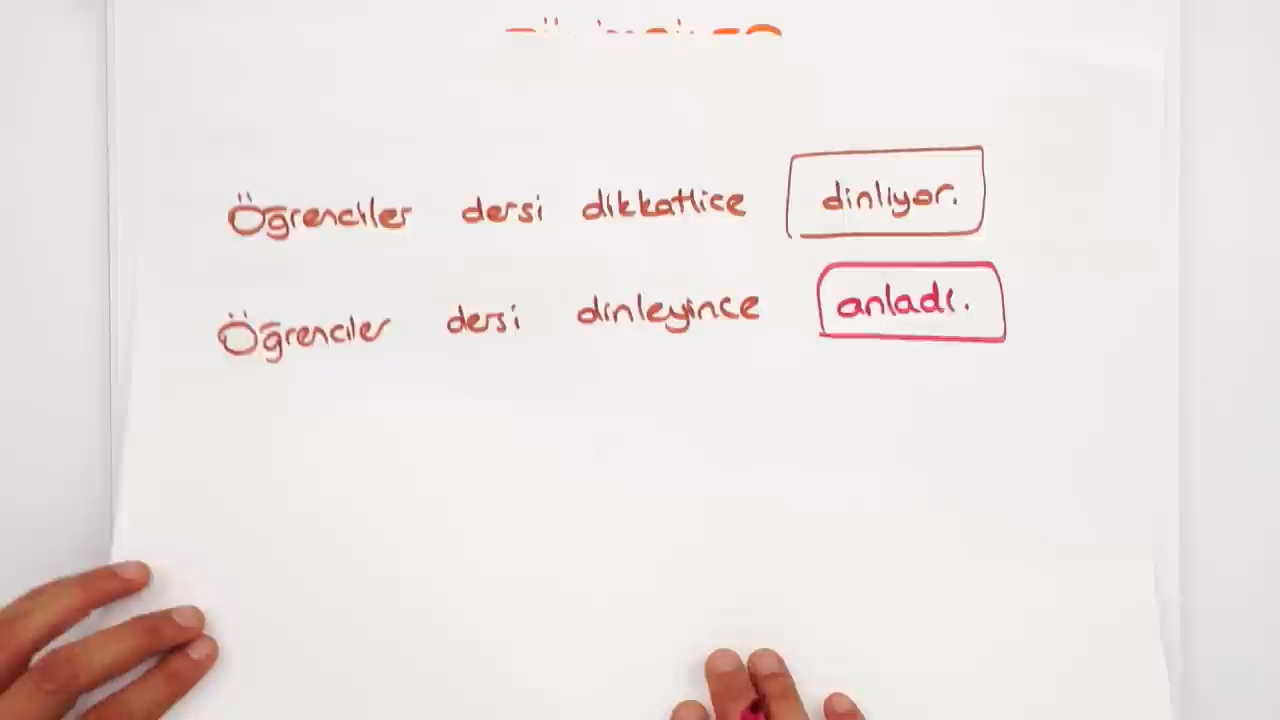 Öğrenciler dersi dikkatlice dinliyor.
Öğrenciler dersi dinleyince anladı.